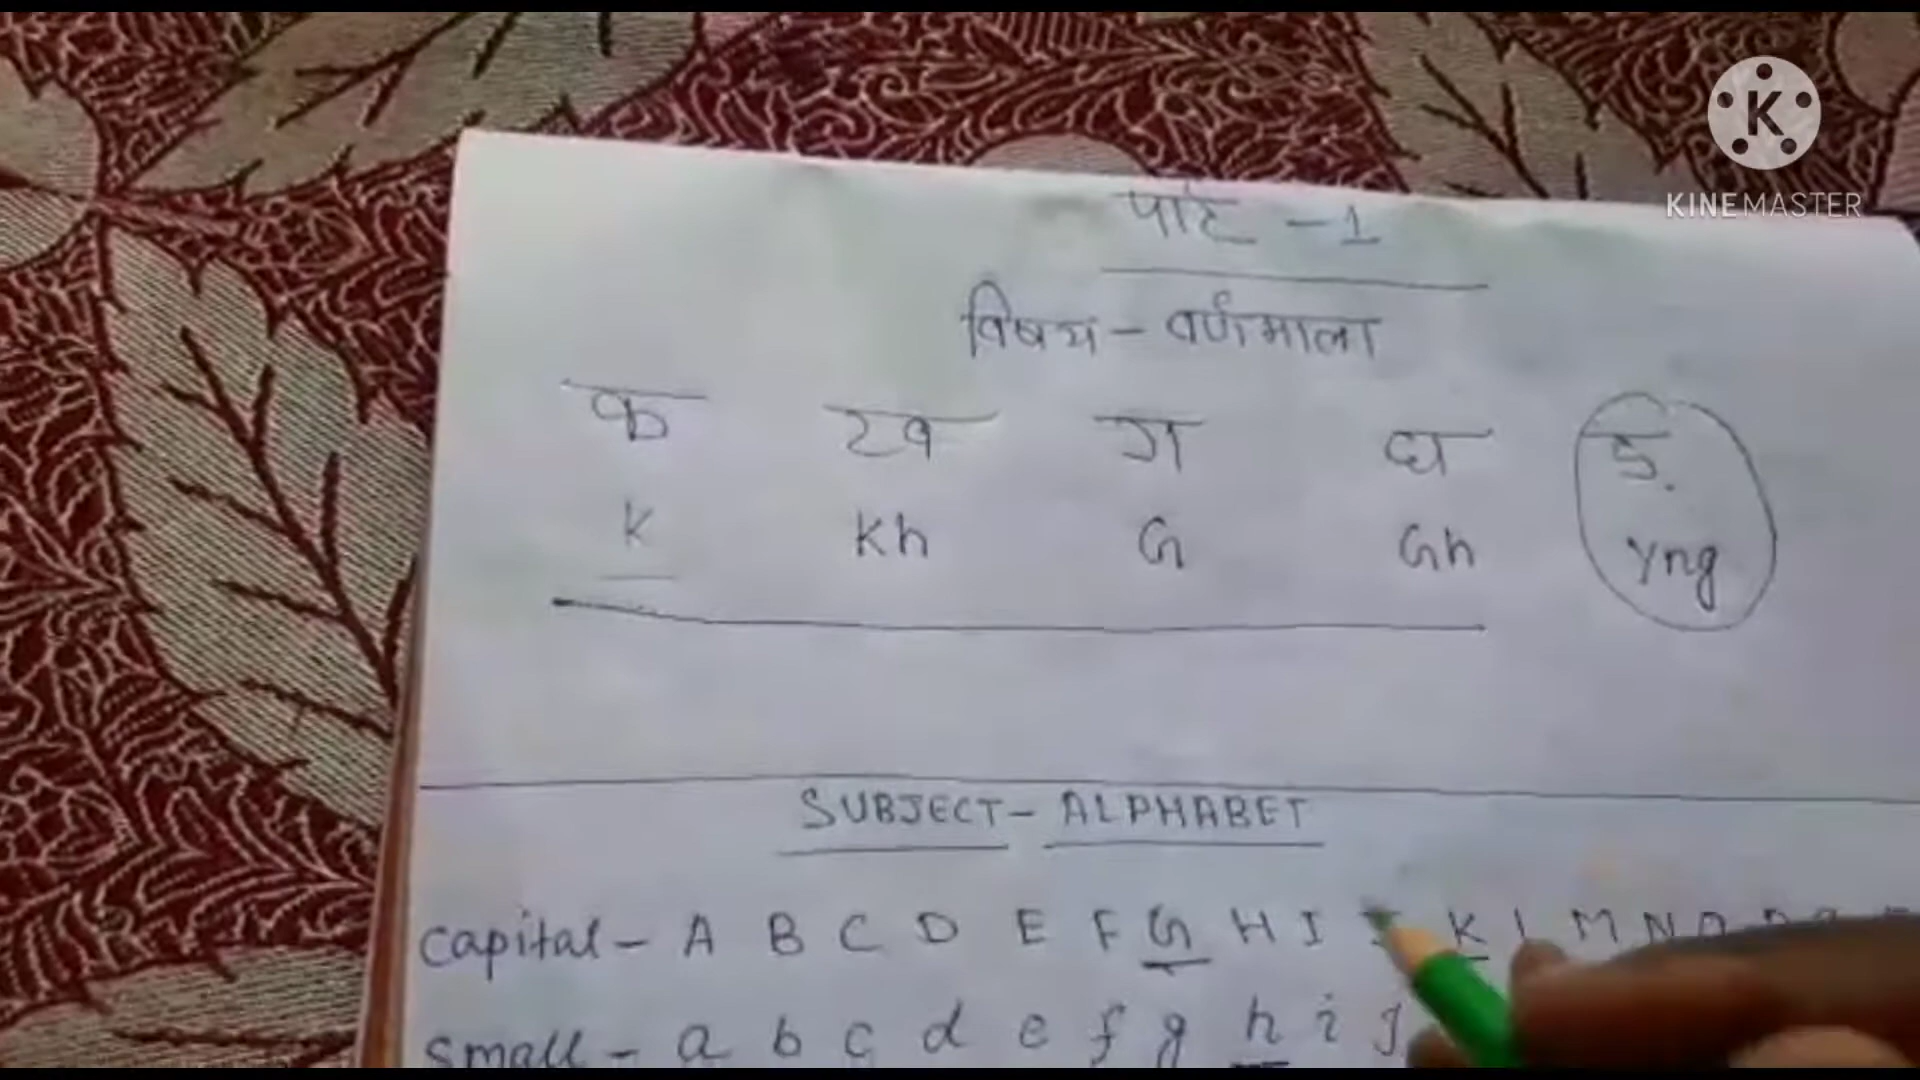 K
KINEMASTER
पाट -1
विषय - वर्णमाला
क ख ग घ ङ
K Kh G Gh yng
SUBJECT - ALPHABET
Capital - A B C D E F G H I J K L M N O
Small - a b c d e f g h i j